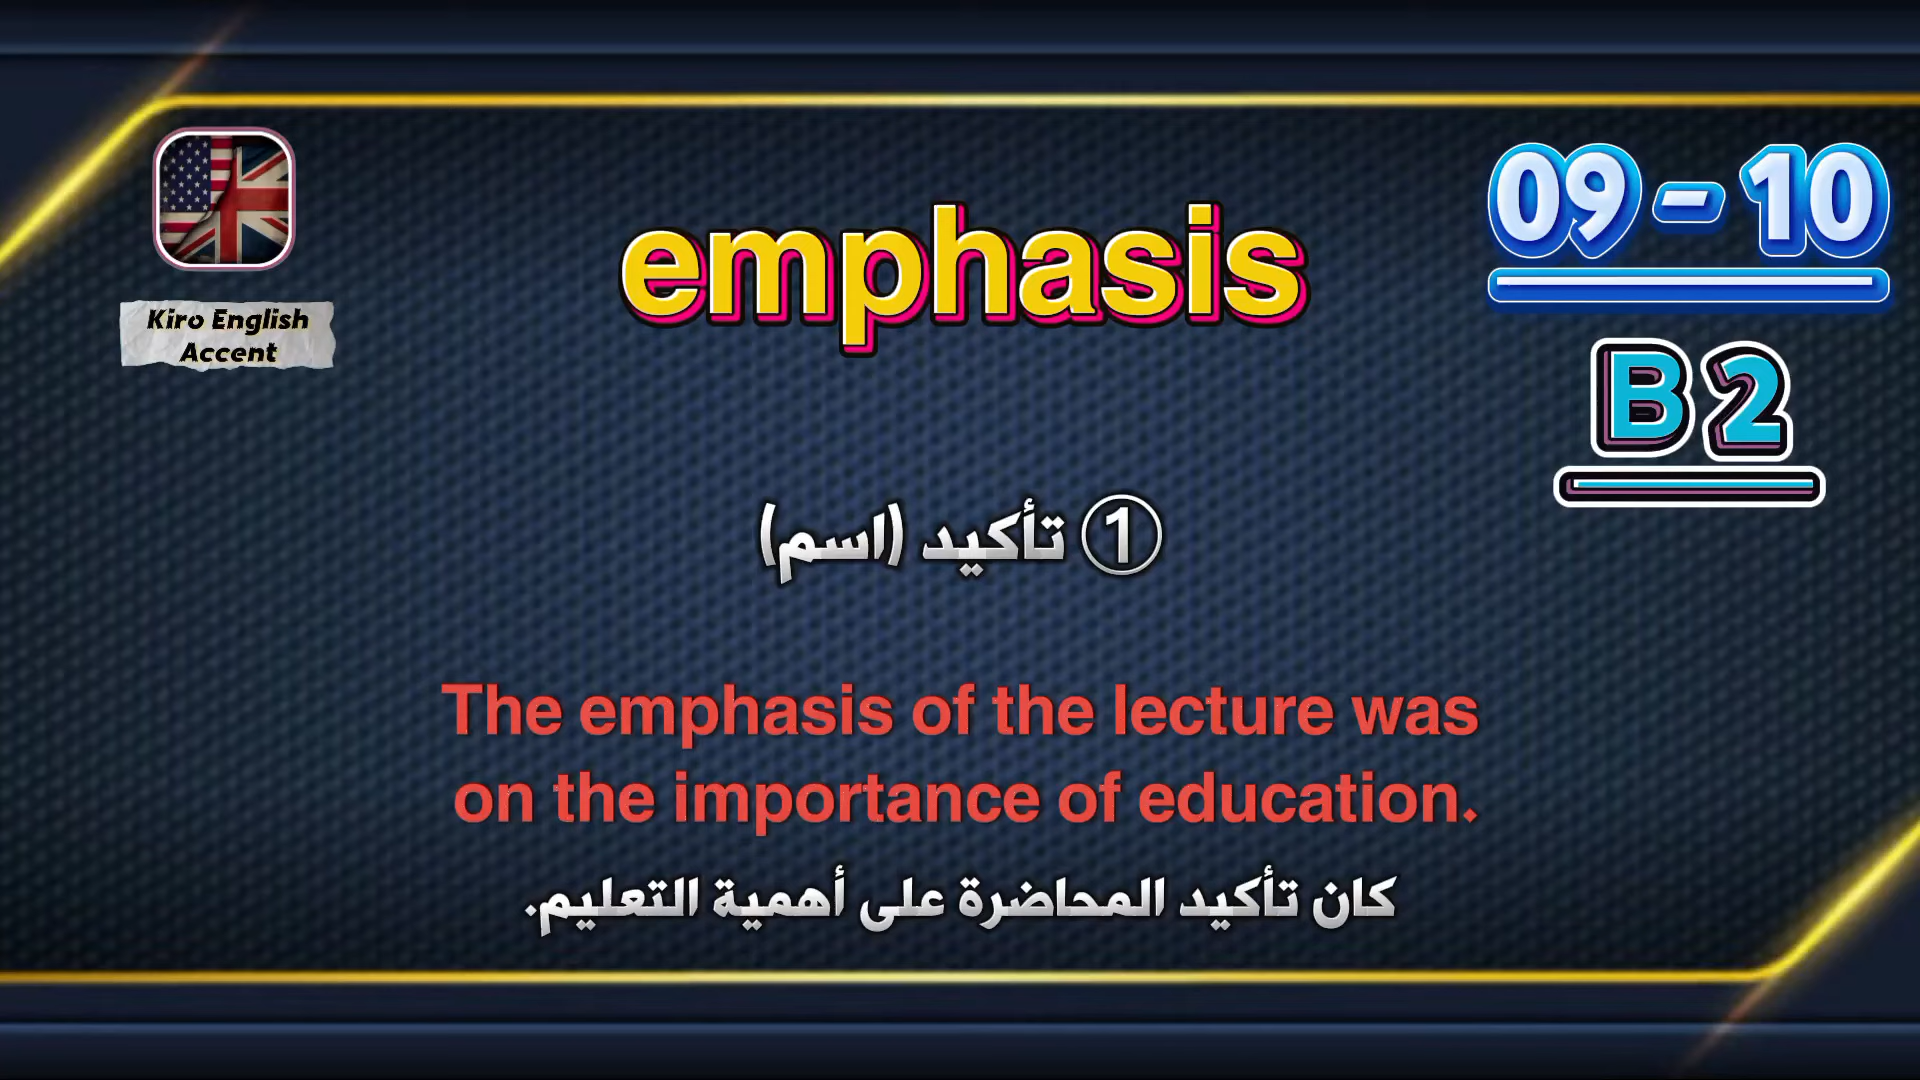 Kiro English
Accent
emphasis
09-10
B2
① تأكيد (اسم)
The emphasis of the lecture was
on the importance of education.
كان تأكيد المحاضرة على أهمية التعليم.